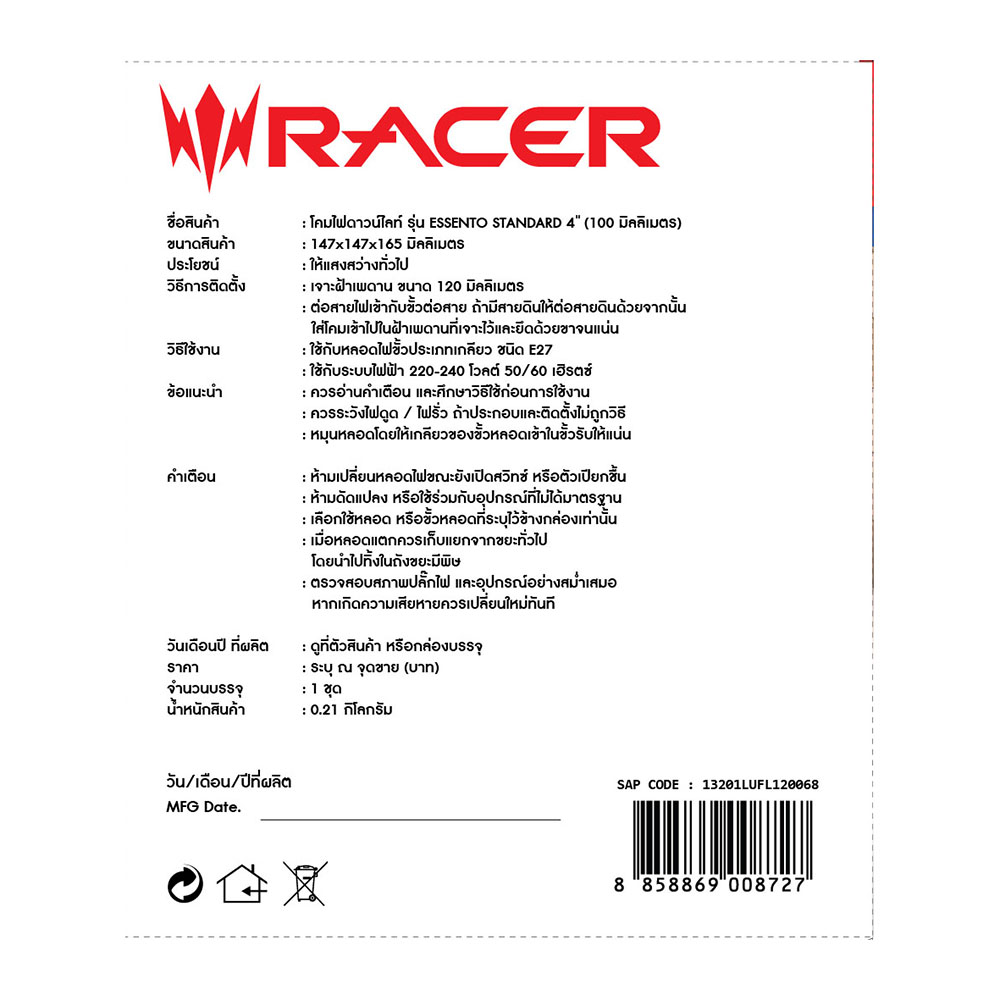 RACER
ชื่อสินค้า : โคมไฟดาวน์ไลท์ รุ่น ESSENTO STANDARD 4" (100 มิลลิเมตร)
ขนาดสินค้า : 147x147x165 มิลลิเมตร
ประโยชน์ : ให้แสงสว่างทั่วไป
วิธีการติดตั้ง : เจาะฝ้าเพดาน ขนาด 120 มิลลิเมตร
: ต่อสายไฟเข้ากับขั้วต่อสาย ถ้ามีสายดินให้ต่อสายดินด้วยจากนั้น
ใส่โคมเข้าไปในฝ้าเพดานที่เจาะไว้และยึดด้วยขาจนแน่น
วิธีใช้งาน : ใช้กับหลอดไฟขั้วประเภทเกลียว ชนิด E27
: ใช้กับระบบไฟฟ้า 220-240 โวลต์ 50/60 เฮิรตซ์
ข้อแนะนำ : ควรอ่านคำเตือน และศึกษาวิธีใช้ก่อนการใช้งาน
: ควรระวังไฟดูด / ไฟรั่ว ถ้าประกอบและติดตั้งไม่ถูกวิธี
: หมุนหลอดโดยให้เกลียวของขั้วหลอดเข้าในขั้วรับให้แน่น
คำเตือน : ห้ามเปลี่ยนหลอดไฟขณะยังเปิดสวิทช์ หรือตัวเปียกชื้น
: ห้ามดัดแปลง หรือใช้ร่วมกับอุปกรณ์ที่ไม่ได้มาตรฐาน
: เลือกใช้หลอด หรือขั้วหลอดที่ระบุไว้ข้างกล่องเท่านั้น
: เมื่อหลอดแตกควรเก็บแยกจากขยะทั่วไป
โดยนำไปทิ้งในถังขยะมีพิษ
: ตรวจสอบสภาพปลั๊กไฟ และอุปกรณ์อย่างสม่ำเสมอ
หากเกิดความเสียหายควรเปลี่ยนใหม่ทันที
วันเดือนปี ที่ผลิต : ดูที่ตัวสินค้า หรือกล่องบรรจุ
ราคา : ระบุ ณ จุดขาย (บาท)
จำนวนบรรจุ : 1 ชุด
น้ำหนักสินค้า : 0.21 กิโลกรัม
วัน/เดือน/ปีที่ผลิต
MFG Date.
SAP CODE : 13201LUFL120068
8 858869 008727